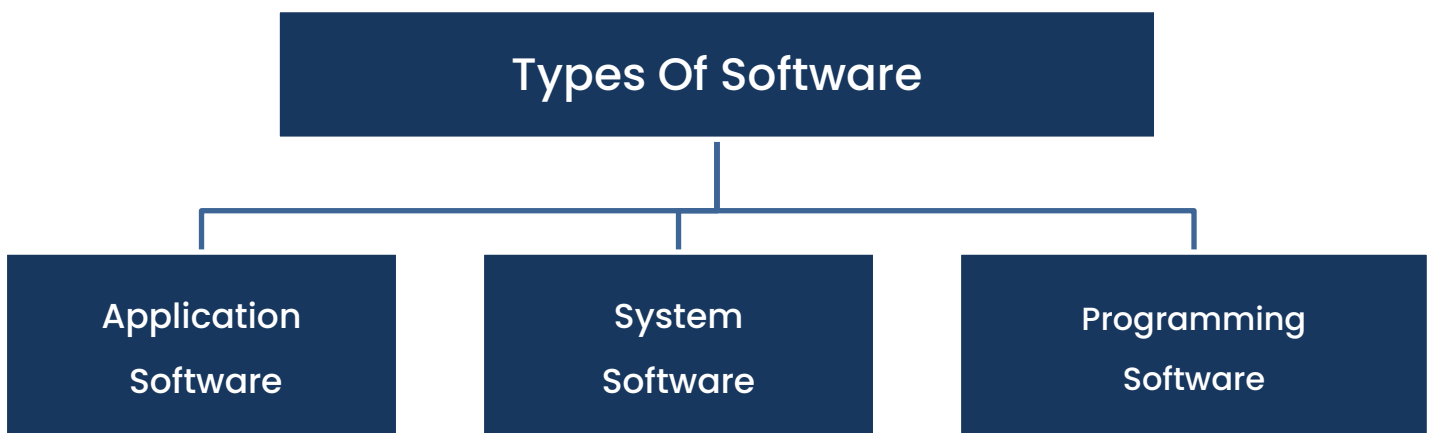 Types Of Software
Application
Software
System
Software
Programming
Software